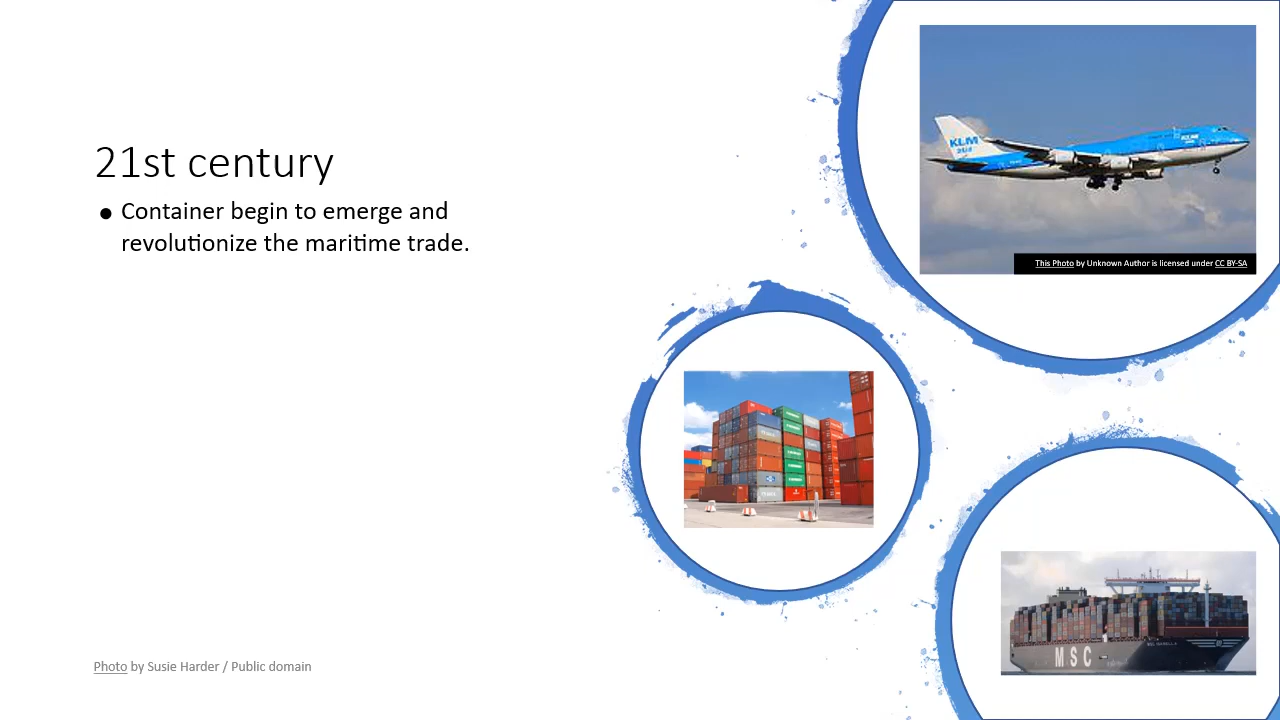 21st century
● Container begin to emerge and
revolutionize the maritime trade.
KLM
This Photo by Unknown Author is licensed under CC BY-SA
MSC
Photo by Susie Harder / Public domain